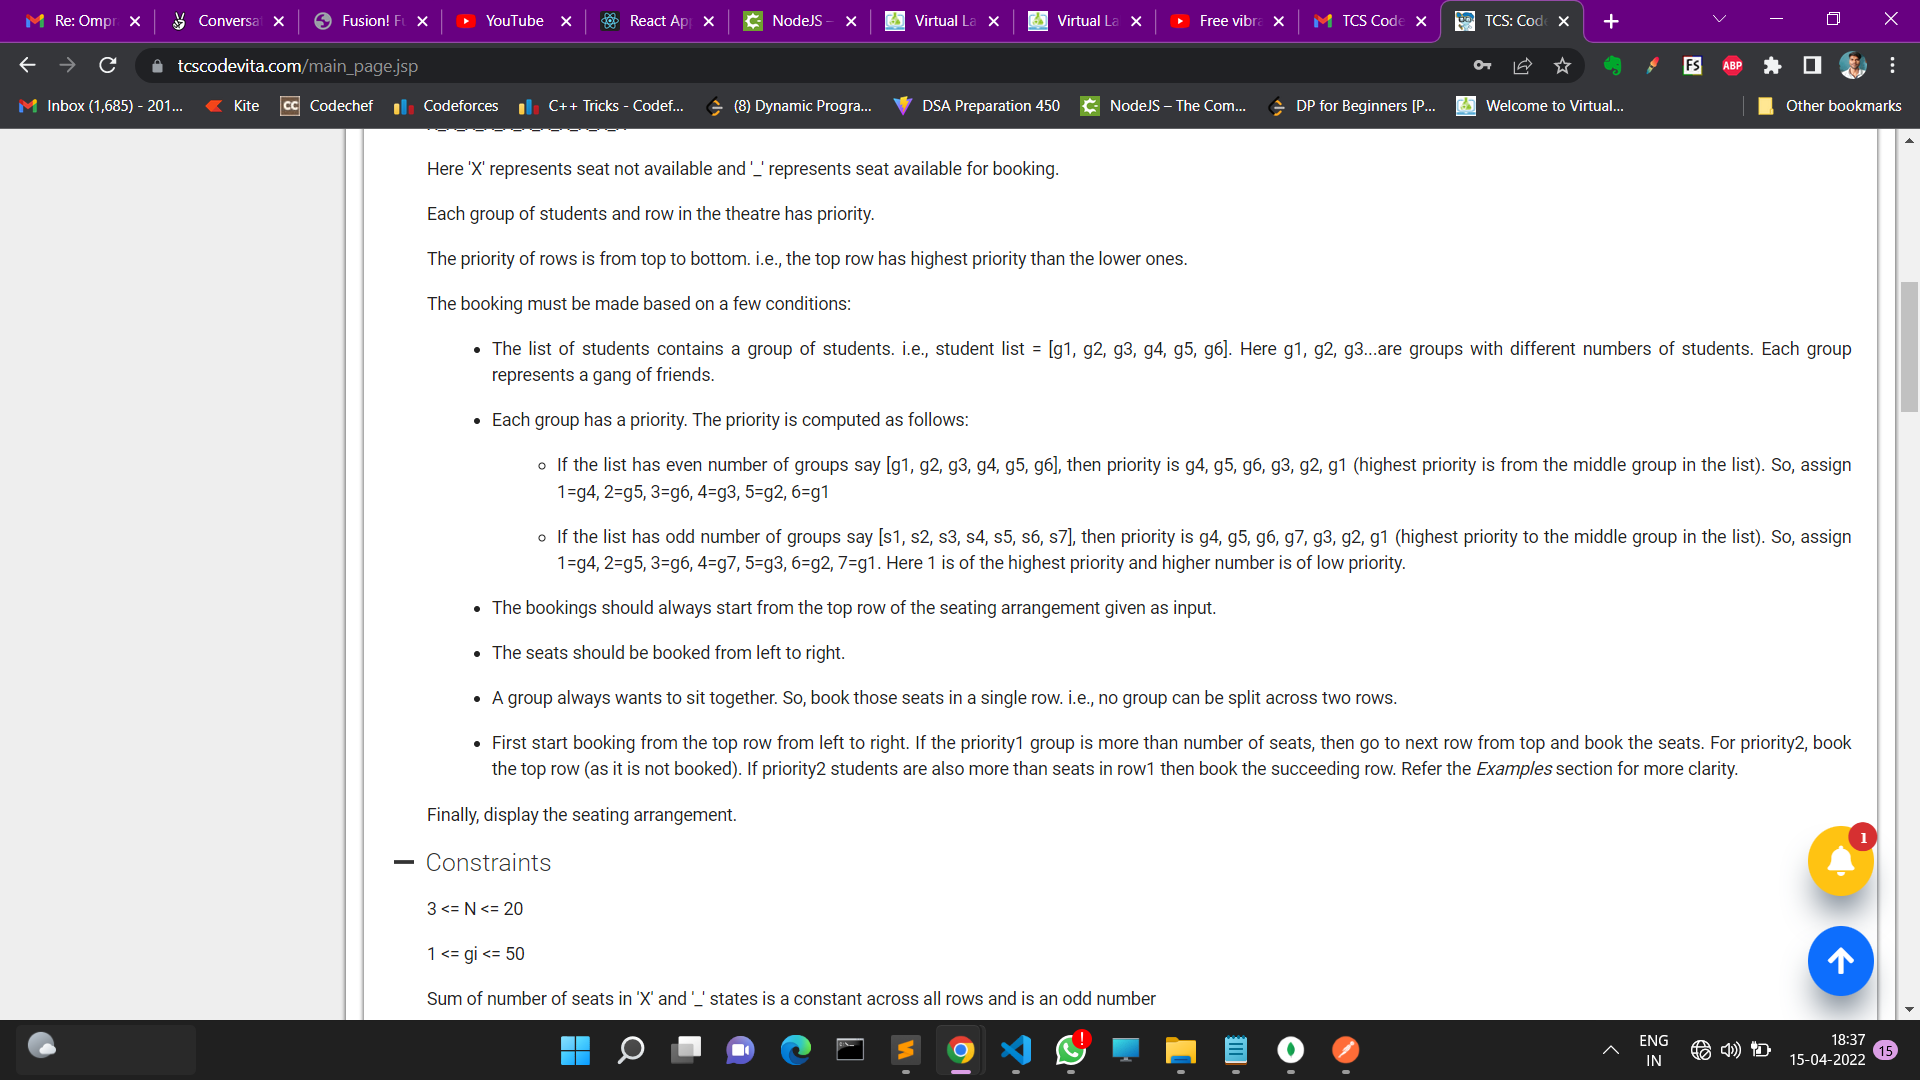 Re: Ompr
Conversa
Fusion! F
YouTube
React Ap
NodeJS -
Virtual La
Virtual La
Free vibra
TCS Code
TCS: Code
tcscodevita.com/main_page.jsp
FS
ABP
Inbox (1,685) - 201...
Kite
CC
Codechef
Codeforces
C++ Tricks - Codef...
(8) Dynamic Progra...
DSA Preparation 450
NodeJS – The Com...
DP for Beginners [P...
Welcome to Virtual...
Other bookmarks
Here 'X' represents seat not available and '_' represents seat available for booking.
Each group of students and row in the theatre has priority.
The priority of rows is from top to bottom. i.e., the top row has highest priority than the lower ones.
The booking must be made based on a few conditions:
• The list of students contains a group of students. i.e., student list = [g1, g2, g3, g4, g5, g6]. Here g1, g2, g3...are groups with different numbers of students. Each group
represents a gang of friends.
• Each group has a priority. The priority is computed as follows:
◦ If the list has even number of groups say [g1, g2, g3, g4, g5, g6], then priority is g4, g5, g6, g3, g2, g1 (highest priority is from the middle group in the list). So, assign
1=g4, 2=g5, 3=g6, 4=g3, 5=g2, 6=g1
◦ If the list has odd number of groups say [s1, s2, s3, s4, s5, s6, s7], then priority is g4, g5, g6, g7, g3, g2, g1 (highest priority to the middle group in the list). So, assign
1=g4, 2=g5, 3=g6, 4=g7, 5=g3, 6=g2, 7=g1. Here 1 is of the highest priority and higher number is of low priority.
• The bookings should always start from the top row of the seating arrangement given as input.
• The seats should be booked from left to right.
• A group always wants to sit together. So, book those seats in a single row. i.e., no group can be split across two rows.
• First start booking from the top row from left to right. If the priority1 group is more than number of seats, then go to next row from top and book the seats. For priority2, book
the top row (as it is not booked). If priority2 students are also more than seats in row1 then book the succeeding row. Refer the Examples section for more clarity.
Finally, display the seating arrangement.
1
Constraints
3 <= N <= 20
1 <= gi <= 50
Sum of number of seats in 'X' and '_' states is a constant across all rows and is an odd number
ENG
IN
18:37
15-04-2022
15